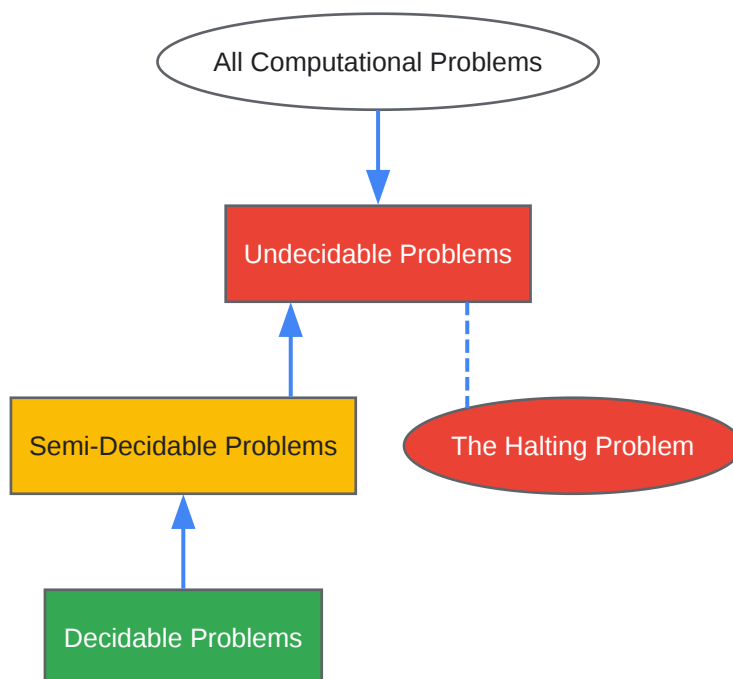 All Computational Problems
Undecidable Problems
Semi-Decidable Problems
The Halting Problem
Decidable Problems